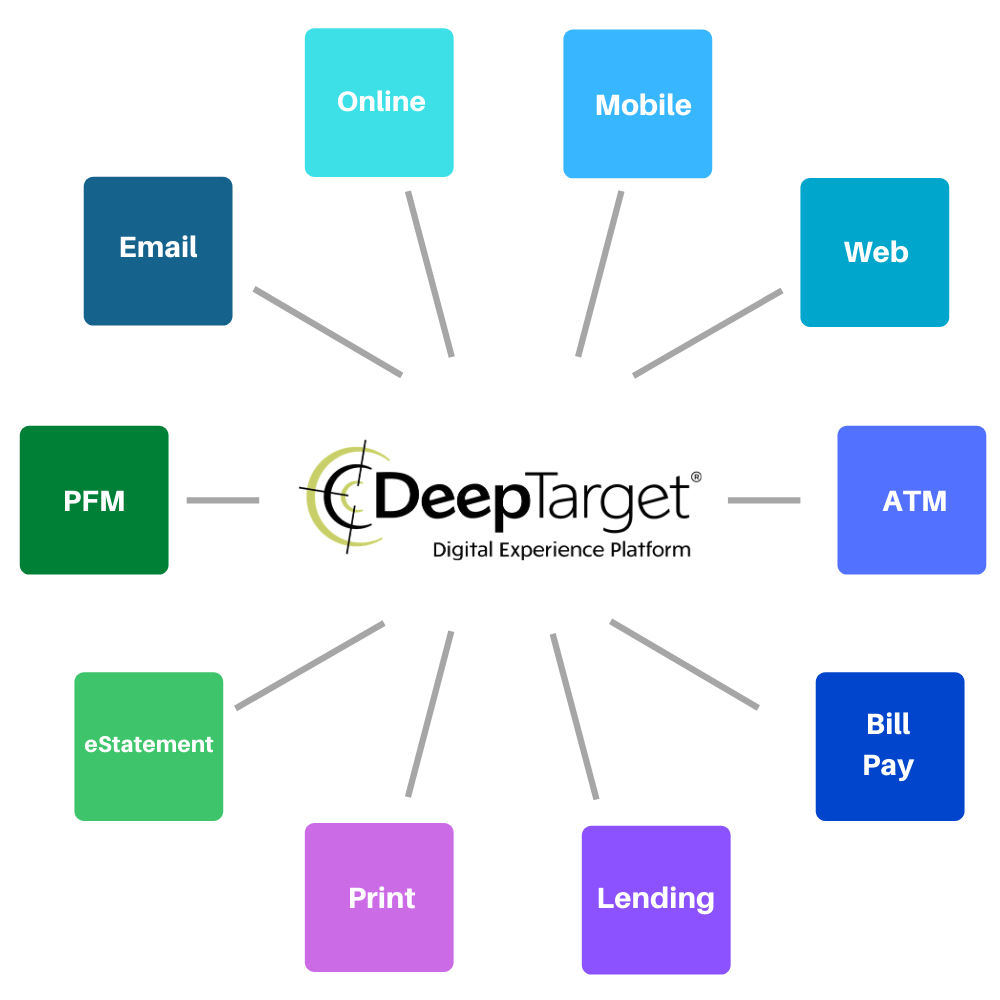 Online
Mobile
Email
Web
PFM
DeepTarget®
Digital Experience Platform
ATM
eStatement
Bill
Pay
Print
Lending